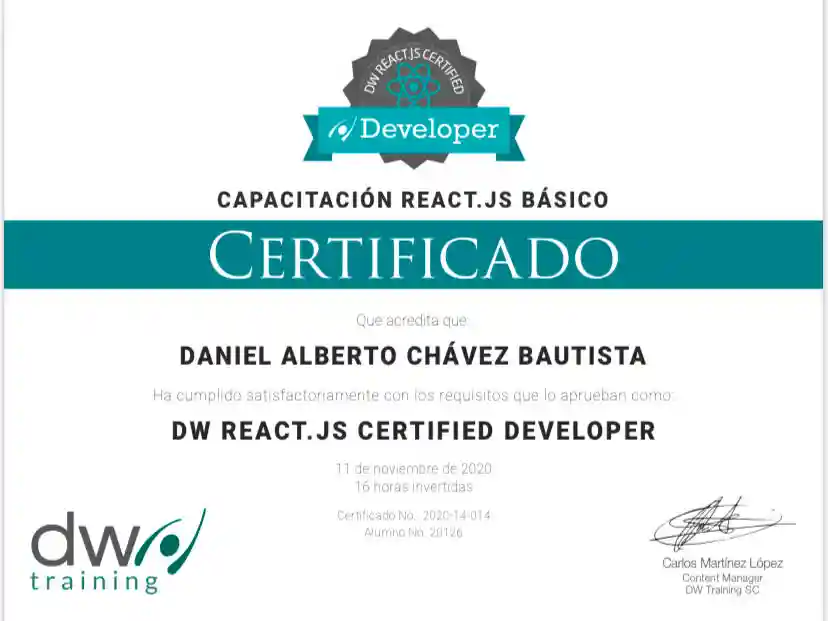 DW REACT.JS CERTIFIED
Developer
CAPACITACIÓN REACT.JS BÁSICO
CERTIFICADO
Que acredita que:
DANIEL ALBERTO CHÁVEZ BAUTISTA
Ha cumplido satisfactoriamente con los requisitos que lo aprueban como:
DW REACT.JS CERTIFIED DEVELOPER
11 de noviembre de 2020
16 horas invertidas
Certificado No. 2020-14-014
Alumno No. 20126
dw
training
Carlos Martínez López
Content Manager
DW Training SC